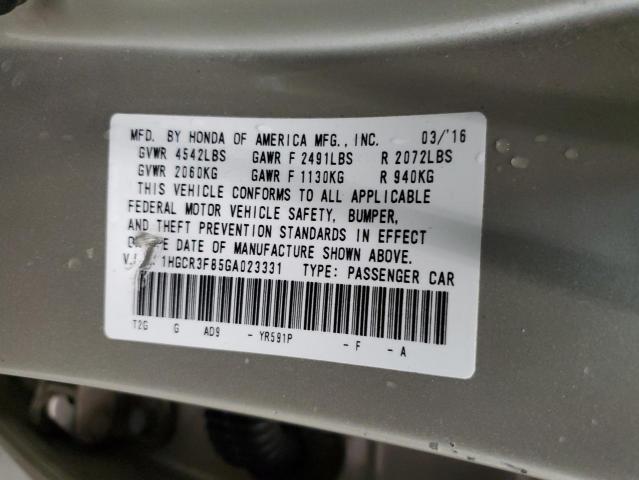 MFD. BY HONDA OF AMERICA MFG., INC. 03/'16
GVWR 4542LBS GAWR F 2491LBS R 2072LBS
GVWR 2060KG GAWR F 1130KG R 940KG
THIS VEHICLE CONFORMS TO ALL APPLICABLE
FEDERAL MOTOR VEHICLE SAFETY, BUMPER,
AND THEFT PREVENTION STANDARDS IN EFFECT
DATE OF MANUFACTURE SHOWN ABOVE.
1HGCR3F85GA023331 TYPE: PASSENGER CAR
T2G G AD9 - YR591P - F - A